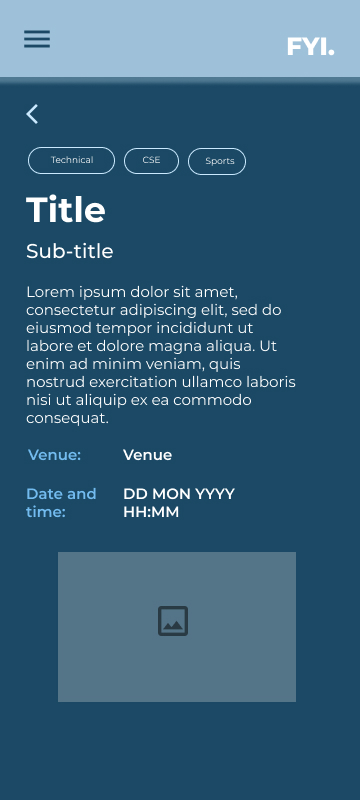 FYI.
Technical CSE Sports
Title
Sub-title
Lorem ipsum dolor sit amet,
consectetur adipiscing elit, sed do
eiusmod tempor incididunt ut
labore et dolore magna aliqua. Ut
enim ad minim veniam, quis
nostrud exercitation ullamco laboris
nisi ut aliquip ex ea commodo
consequat.
Venue: Venue
Date and DD MON YYYY
time: HH:MM